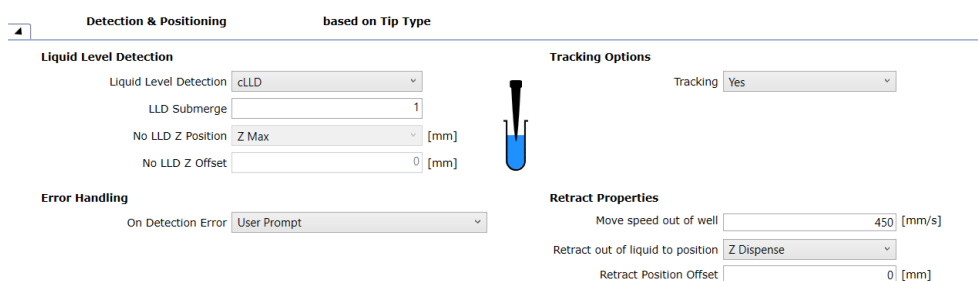 Detection & Positioning based on Tip Type
Liquid Level Detection
Liquid Level Detection cLLD
LLD Submerge 1
No LLD Z Position Z Max [mm]
No LLD Z Offset 0 [mm]
Tracking Options
Tracking Yes
Error Handling
On Detection Error User Prompt
Retract Properties
Move speed out of well 450 [mm/s]
Retract out of liquid to position Z Dispense
Retract Position Offset 0 [mm]